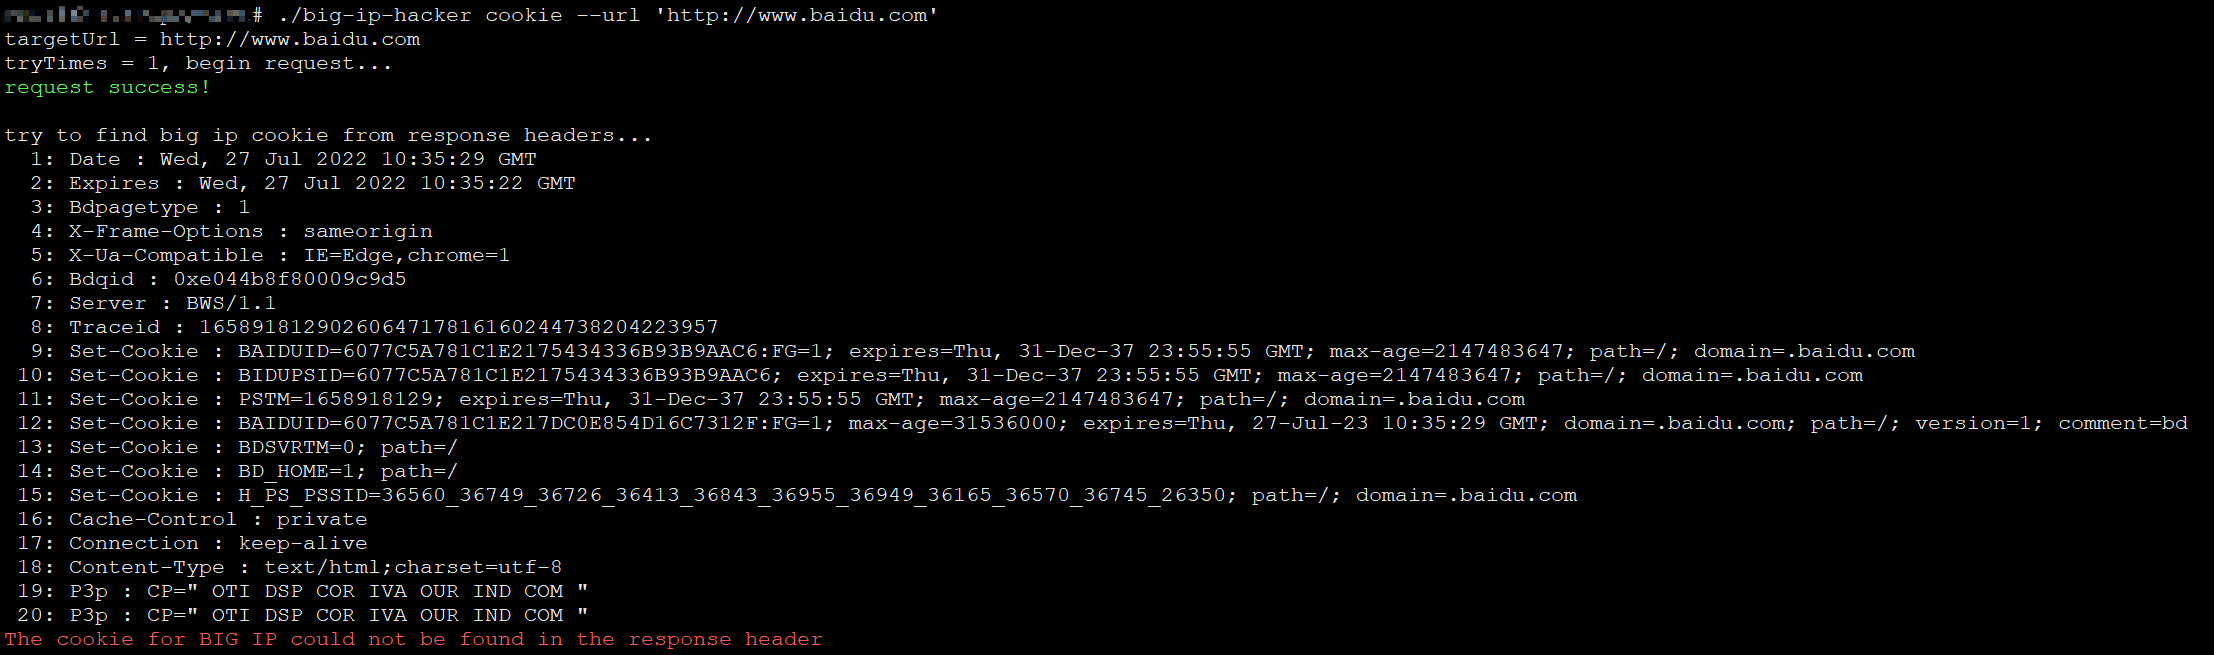 # ./big-ip-hacker cookie --url 'http://www.baidu.com'
targetUrl = http://www.baidu.com
tryTimes = 1, begin request...
request success!
try to find big ip cookie from response headers...
1: Date : Wed, 27 Jul 2022 10:35:29 GMT
2: Expires : Wed, 27 Jul 2022 10:35:22 GMT
3: Bdpagetype : 1
4: X-Frame-Options : sameorigin
5: X-Ua-Compatible : IE=Edge,chrome=1
6: Bdqid : 0xe044b8f80009c9d5
7: Server : BWS/1.1
8: Traceid : 1658918129026064717816160244738204223957
9: Set-Cookie : BAIDUID=6077C5A781C1E2175434336B93B9AAC6:FG=1; expires=Thu, 31-Dec-37 23:55:55 GMT; max-age=2147483647; path=/; domain=.baidu.com
10: Set-Cookie : BIDUPSID=6077C5A781C1E2175434336B93B9AAC6; expires=Thu, 31-Dec-37 23:55:55 GMT; max-age=2147483647; path=/; domain=.baidu.com
11: Set-Cookie : PSTM=1658918129; expires=Thu, 31-Dec-37 23:55:55 GMT; max-age=2147483647; path=/; domain=.baidu.com
12: Set-Cookie : BAIDUID=6077C5A781C1E217DC0E854D16C7312F:FG=1; max-age=31536000; expires=Thu, 27-Jul-23 10:35:29 GMT; domain=.baidu.com; path=/; version=1; comment=bd
13: Set-Cookie : BDSVRTM=0; path=/
14: Set-Cookie : BD_HOME=1; path=/
15: Set-Cookie : H_PS_PSSID=36560_36749_36726_36413_36843_36955_36949_36165_36570_36745_26350; path=/; domain=.baidu.com
16: Cache-Control : private
17: Connection : keep-alive
18: Content-Type : text/html;charset=utf-8
19: P3p : CP=" OTI DSP COR IVA OUR IND COM "
20: P3p : CP=" OTI DSP COR IVA OUR IND COM "
The cookie for BIG IP could not be found in the response header